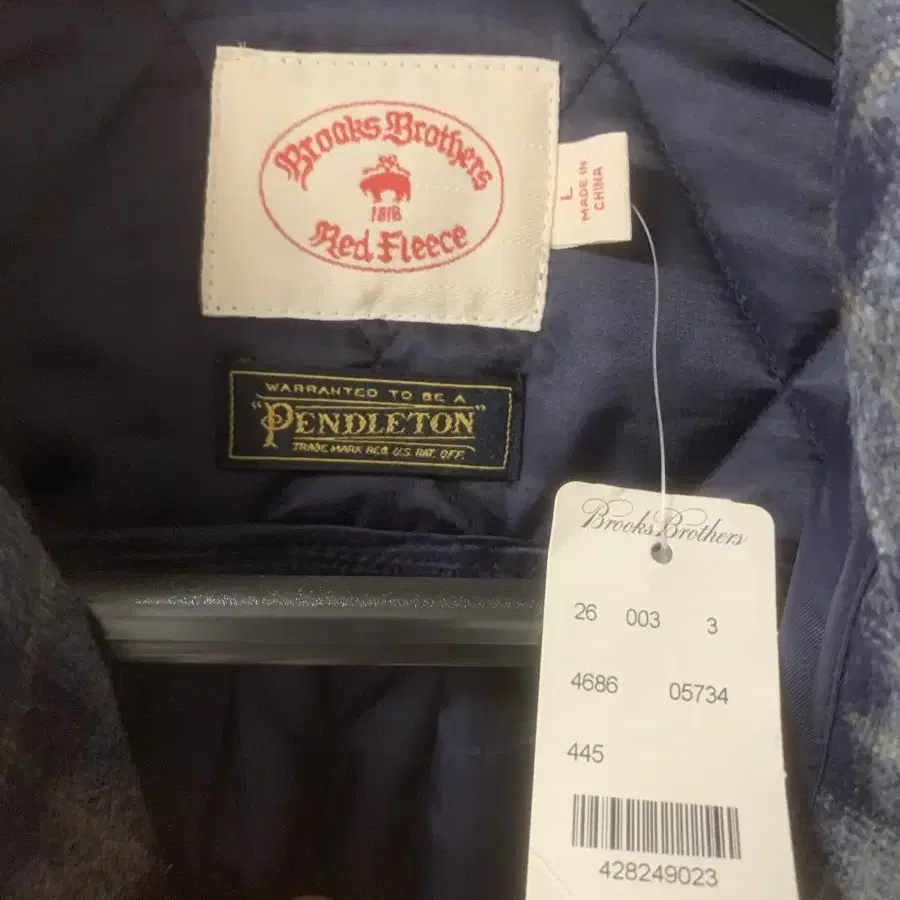 Brooks Brothers
1818
Red Fleece
L
MADE IN
CHINA
WARRANTED TO BE A
"PENDLETON"
TRADE MARK REG. U.S. PAT. OFF.
Brooks Brothers
26 003 3
4686 05734
445
428249023